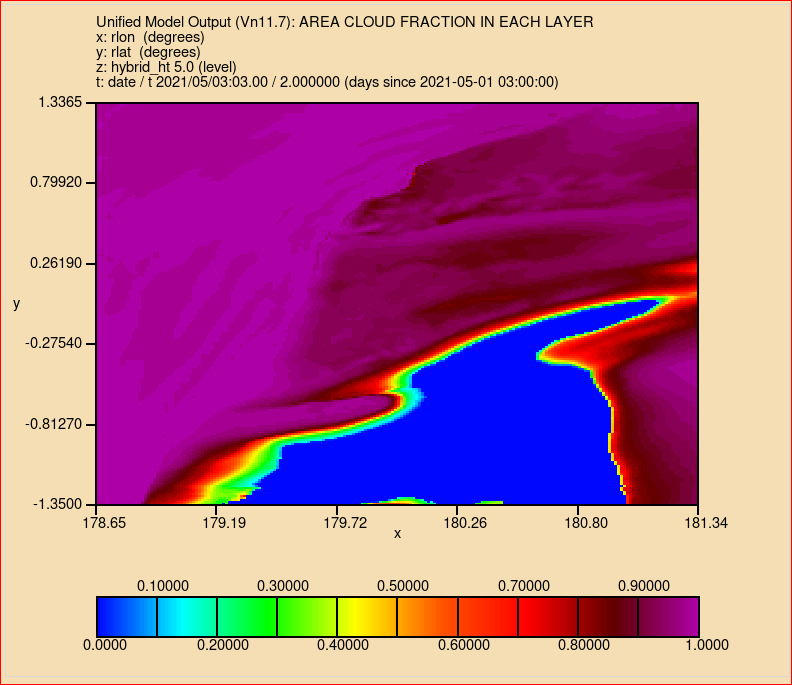 Unified Model Output (Vn11.7): AREA CLOUD FRACTION IN EACH LAYER
x: rlon (degrees)
y: rlat (degrees)
z: hybrid_ht 5.0 (level)
t: date / t 2021/05/03:03.00 / 2.000000 (days since 2021-05-01 03:00:00)
1.3365
0.79920
0.26190
y
-0.27540
-0.81270
-1.3500
178.65 179.19 179.72 180.26 180.80 181.34
x
0.10000 0.30000 0.50000 0.70000 0.90000
0.0000 0.20000 0.40000 0.60000 0.80000 1.0000